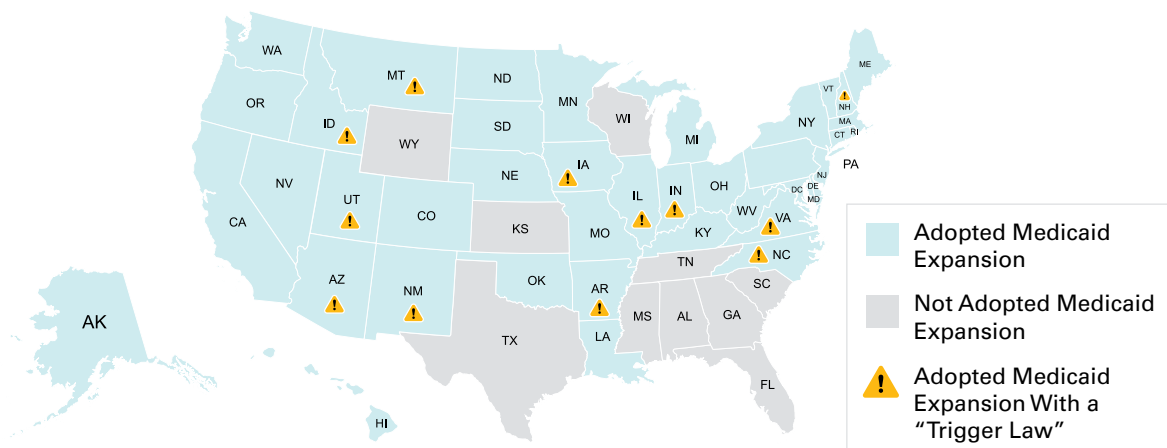 WA
MT
ND
MN
ME
VT
NH
OR
ID
SD
WI
NY
MA
CT
RI
MI
WY
IA
NE
PA
NJ
OH
IL
IN
DE
DC
MD
NV
UT
CO
WV
VA
CA
KS
MO
KY
NC
TN
AZ
NM
OK
AR
SC
MS
AL
GA
LA
TX
FL
AK
HI
Adopted Medicaid
Expansion
Not Adopted Medicaid
Expansion
Adopted Medicaid
Expansion With a
“Trigger Law”